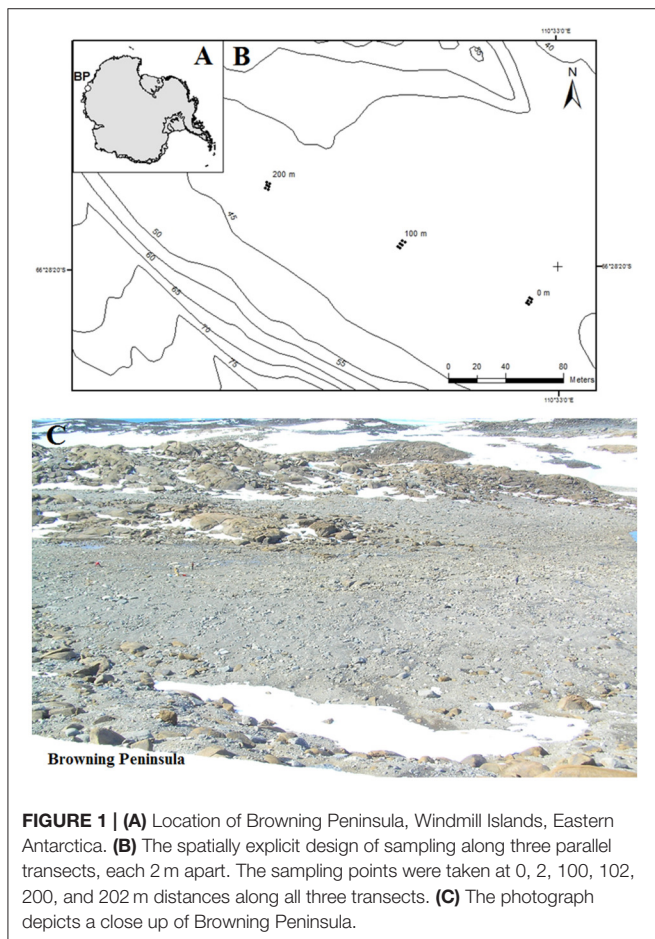 A
B
BP
110°33'0"E
40
35
N
200 m
45
100 m
50
60
65
70
75
55
66°28'20"S
66°28'20"S
0 m
0 20 40 80
Meters
110°33'0"E
C
Browning Peninsula
FIGURE 1 | (A) Location of Browning Peninsula, Windmill Islands, Eastern
Antarctica. (B) The spatially explicit design of sampling along three parallel
transects, each 2 m apart. The sampling points were taken at 0, 2, 100, 102,
200, and 202 m distances along all three transects. (C) The photograph
depicts a close up of Browning Peninsula.